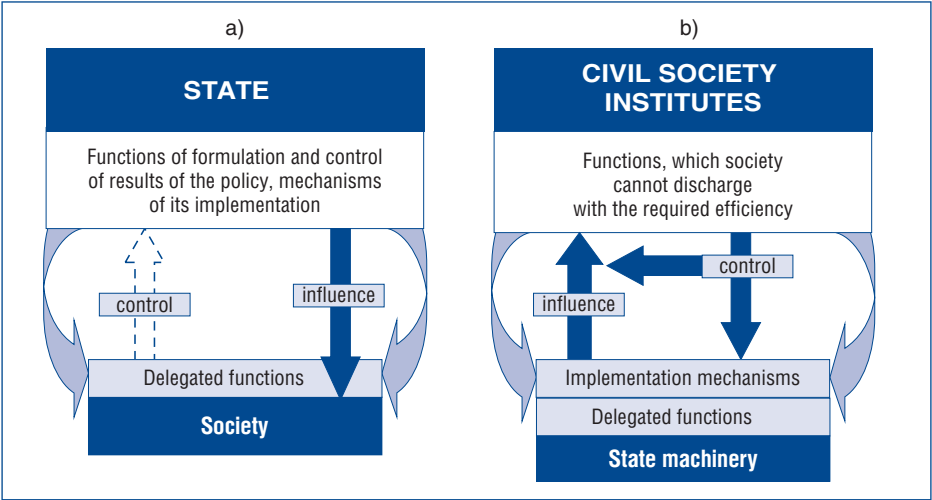 a)
STATE
Functions of formulation and control
of results of the policy, mechanisms
of its implementation
control
influence
Delegated functions
Society
b)
CIVIL SOCIETY
INSTITUTES
Functions, which society
cannot discharge
with the required efficiency
control
influence
Implementation mechanisms
Delegated functions
State machinery